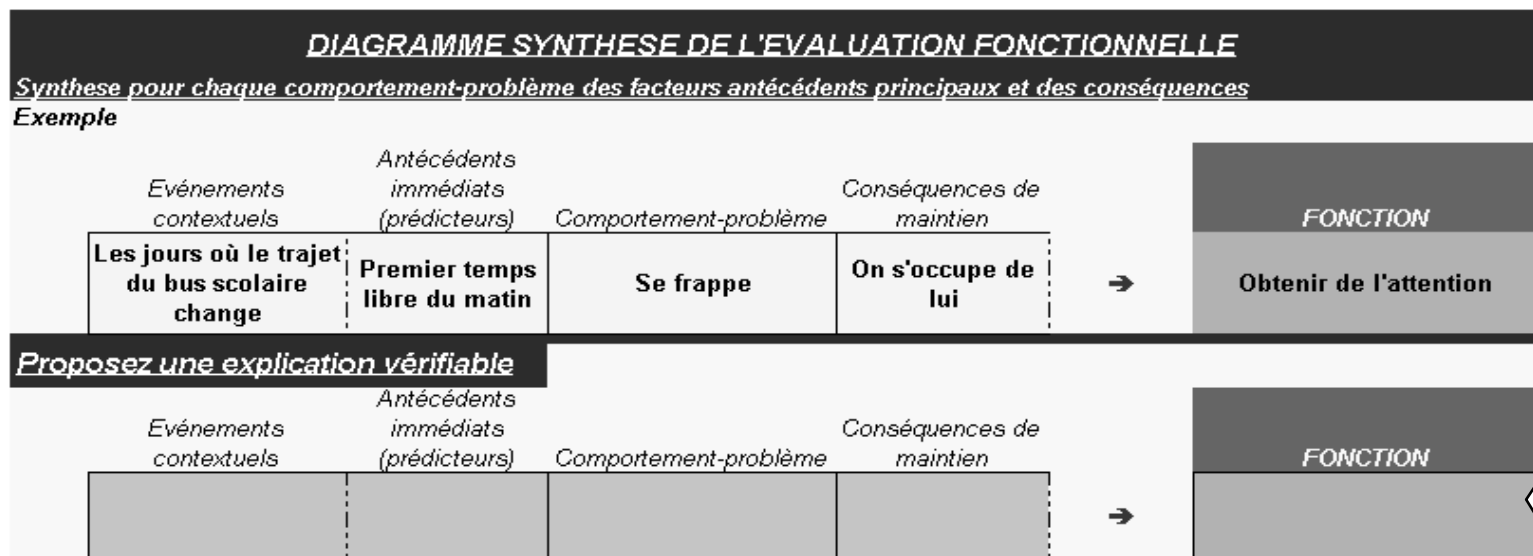 DIAGRAMME SYNTHESE DE L'EVALUATION FONCTIONNELLE
Synthese pour chaque comportement-problème des facteurs antécédents principaux et des conséquences
Exemple
Evénements
contextuels
Antécédents
immédiats
(prédicteurs)
Comportement-problème
Conséquences de
maintien
FONCTION
Les jours où le trajet
du bus scolaire
change
Premier temps
libre du matin
Se frappe
On s'occupe de
lui
➔
Obtenir de l'attention
Proposez une explication vérifiable
Evénements
contextuels
Antécédents
immédiats
(prédicteurs)
Comportement-problème
Conséquences de
maintien
FONCTION
➔